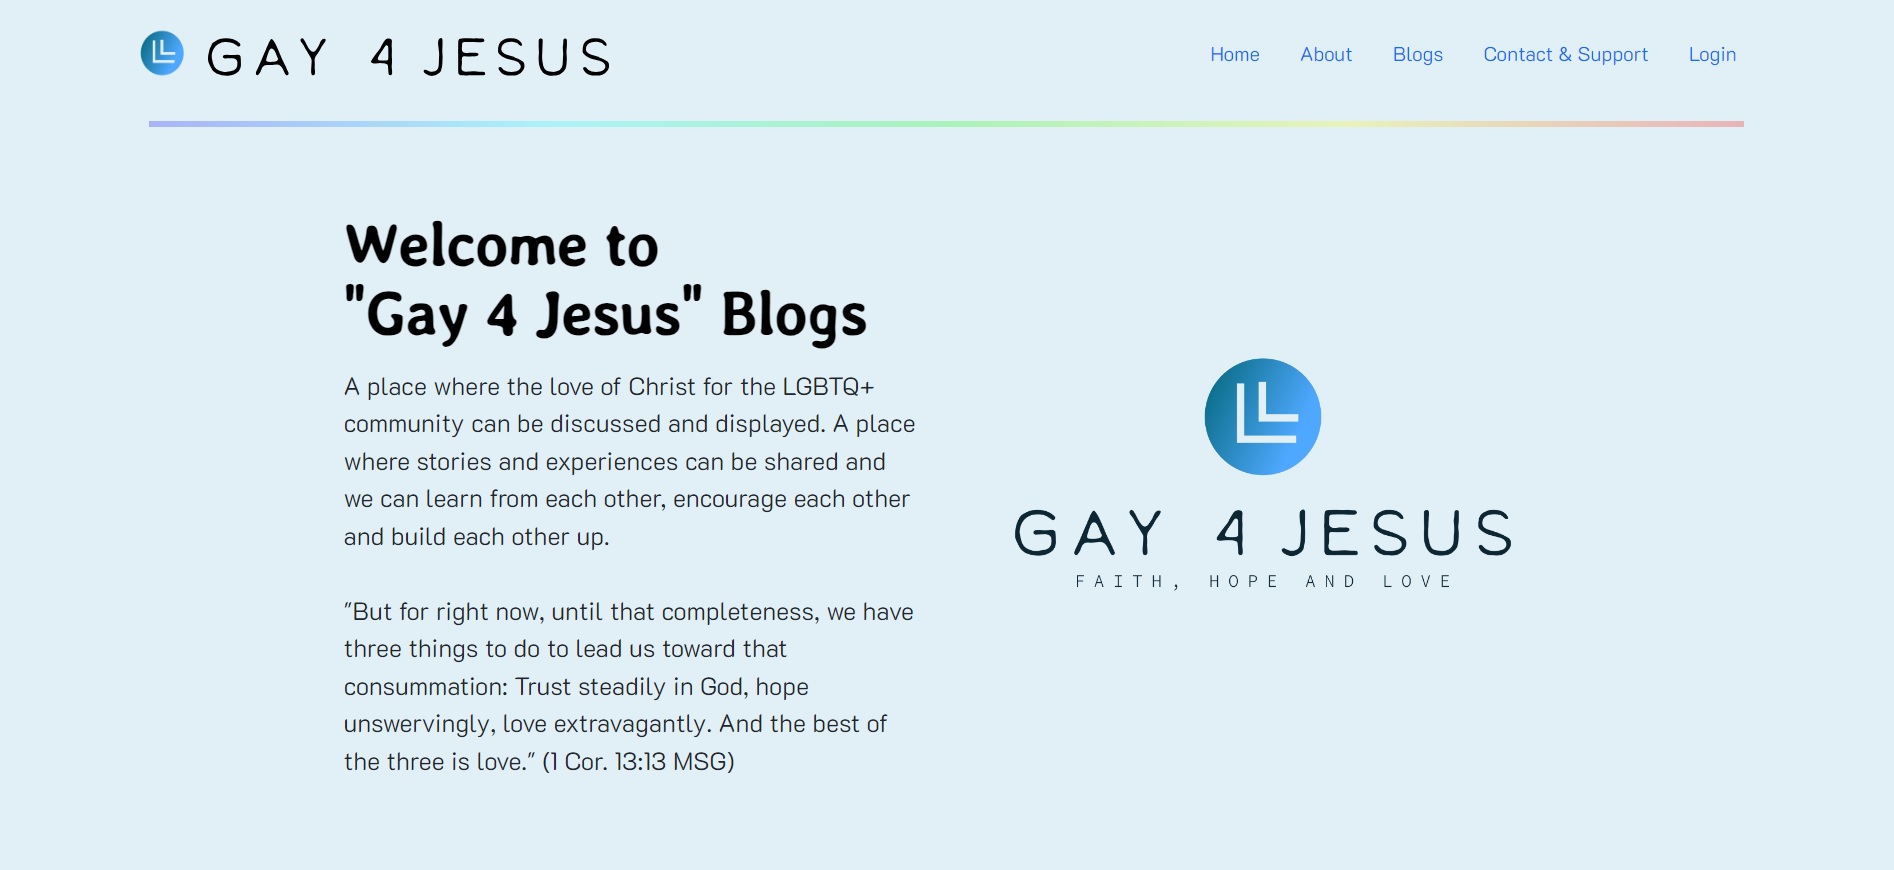 GAY 4 JESUS
Home About Blogs Contact & Support Login
Welcome to
"Gay 4 Jesus" Blogs
A place where the love of Christ for the LGBTQ+
community can be discussed and displayed. A place
where stories and experiences can be shared and
we can learn from each other, encourage each other
and build each other up.
"But for right now, until that completeness, we have
three things to do to lead us toward that
consummation: Trust steadily in God, hope
unswervingly, love extravagantly. And the best of
the three is love." (1 Cor. 13:13 MSG)
LL
GAY 4 JESUS
FAITH, HOPE AND LOVE